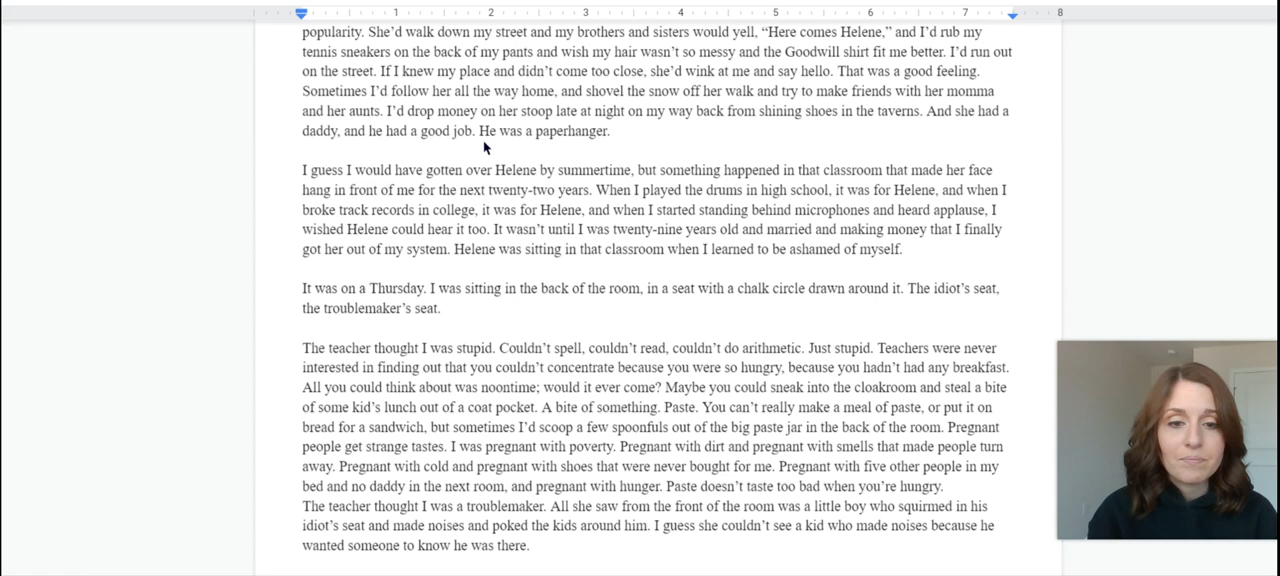 1 2 3 4 5 6 7 8
popularity. She’d walk down my street and my brothers and sisters would yell, “Here comes Helene,” and I’d rub my
tennis sneakers on the back of my pants and wish my hair wasn’t so messy and the Goodwill shirt fit me better. I’d run out
on the street. If I knew my place and didn’t come too close, she’d wink at me and say hello. That was a good feeling.
Sometimes I’d follow her all the way home, and shovel the snow off her walk and try to make friends with her momma
and her aunts. I’d drop money on her stoop late at night on my way back from shining shoes in the taverns. And she had a
daddy, and he had a good job. He was a paperhanger.
I guess I would have gotten over Helene by summertime, but something happened in that classroom that made her face
hang in front of me for the next twenty-two years. When I played the drums in high school, it was for Helene, and when I
broke track records in college, it was for Helene, and when I started standing behind microphones and heard applause, I
wished Helene could hear it too. It wasn’t until I was twenty-nine years old and married and making money that I finally
got her out of my system. Helene was sitting in that classroom when I learned to be ashamed of myself.
It was on a Thursday. I was sitting in the back of the room, in a seat with a chalk circle drawn around it. The idiot’s seat,
the troublemaker’s seat.
The teacher thought I was stupid. Couldn’t spell, couldn’t read, couldn’t do arithmetic. Just stupid. Teachers were never
interested in finding out that you couldn’t concentrate because you were so hungry, because you hadn’t had any breakfast.
All you could think about was noontime; would it ever come? Maybe you could sneak into the cloakroom and steal a bite
of some kid’s lunch out of a coat pocket. A bite of something. Paste. You can’t really make a meal of paste, or put it on
bread for a sandwich, but sometimes I’d scoop a few spoonfuls out of the big paste jar in the back of the room. Pregnant
people get strange tastes. I was pregnant with poverty. Pregnant with dirt and pregnant with smells that made people turn
away. Pregnant with cold and pregnant with shoes that were never bought for me. Pregnant with five other people in my
bed and no daddy in the next room, and pregnant with hunger. Paste doesn’t taste too bad when you’re hungry.
The teacher thought I was a troublemaker. All she saw from the front of the room was a little boy who squirmed in his
idiot’s seat and made noises and poked the kids around him. I guess she couldn’t see a kid who made noises because he
wanted someone to know he was there.